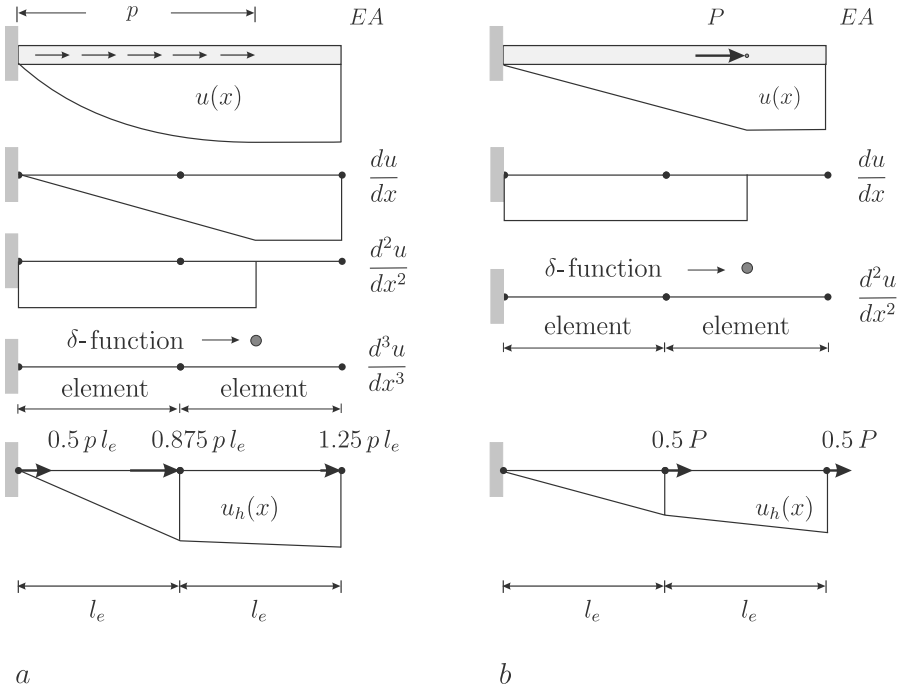 p EA
u(x)
du/dx
d²u/dx²
δ-function
d³u/dx³
element element
0.5 p lₑ 0.875 p lₑ 1.25 p lₑ
uₕ(x)
lₑ lₑ
a
P EA
u(x)
du/dx
δ-function
d²u/dx²
element element
0.5 P 0.5 P
uₕ(x)
lₑ lₑ
b